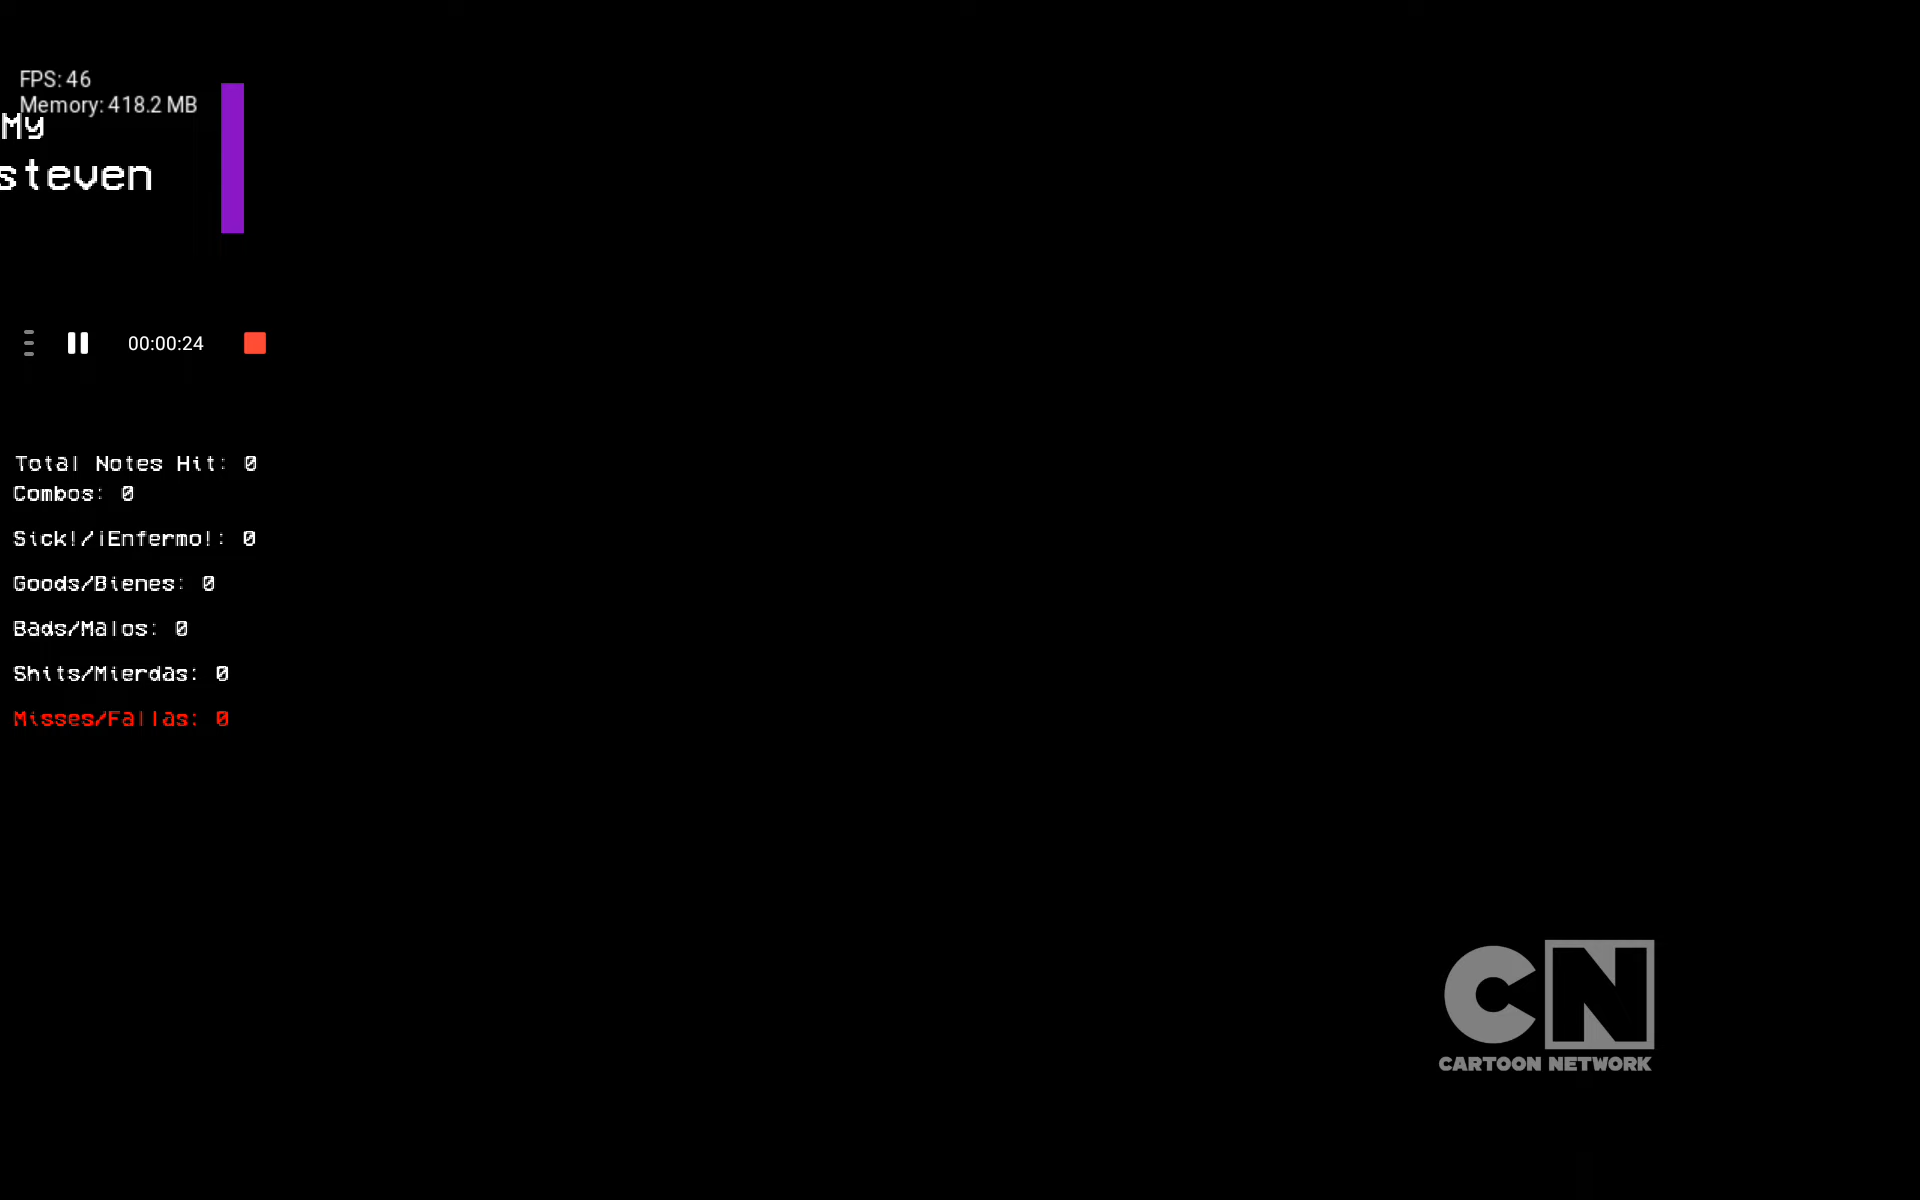 FPS: 46
Memory: 418.2 MB
My
steven
00:00:24
Total Notes Hit: 0
Combos: 0
Sick!/¡Enfermo!: 0
Goods/Bienes: 0
Bads/Malos: 0
Shits/Mierdas: 0
Misses/Fallas: 0
CN
CARTOON NETWORK